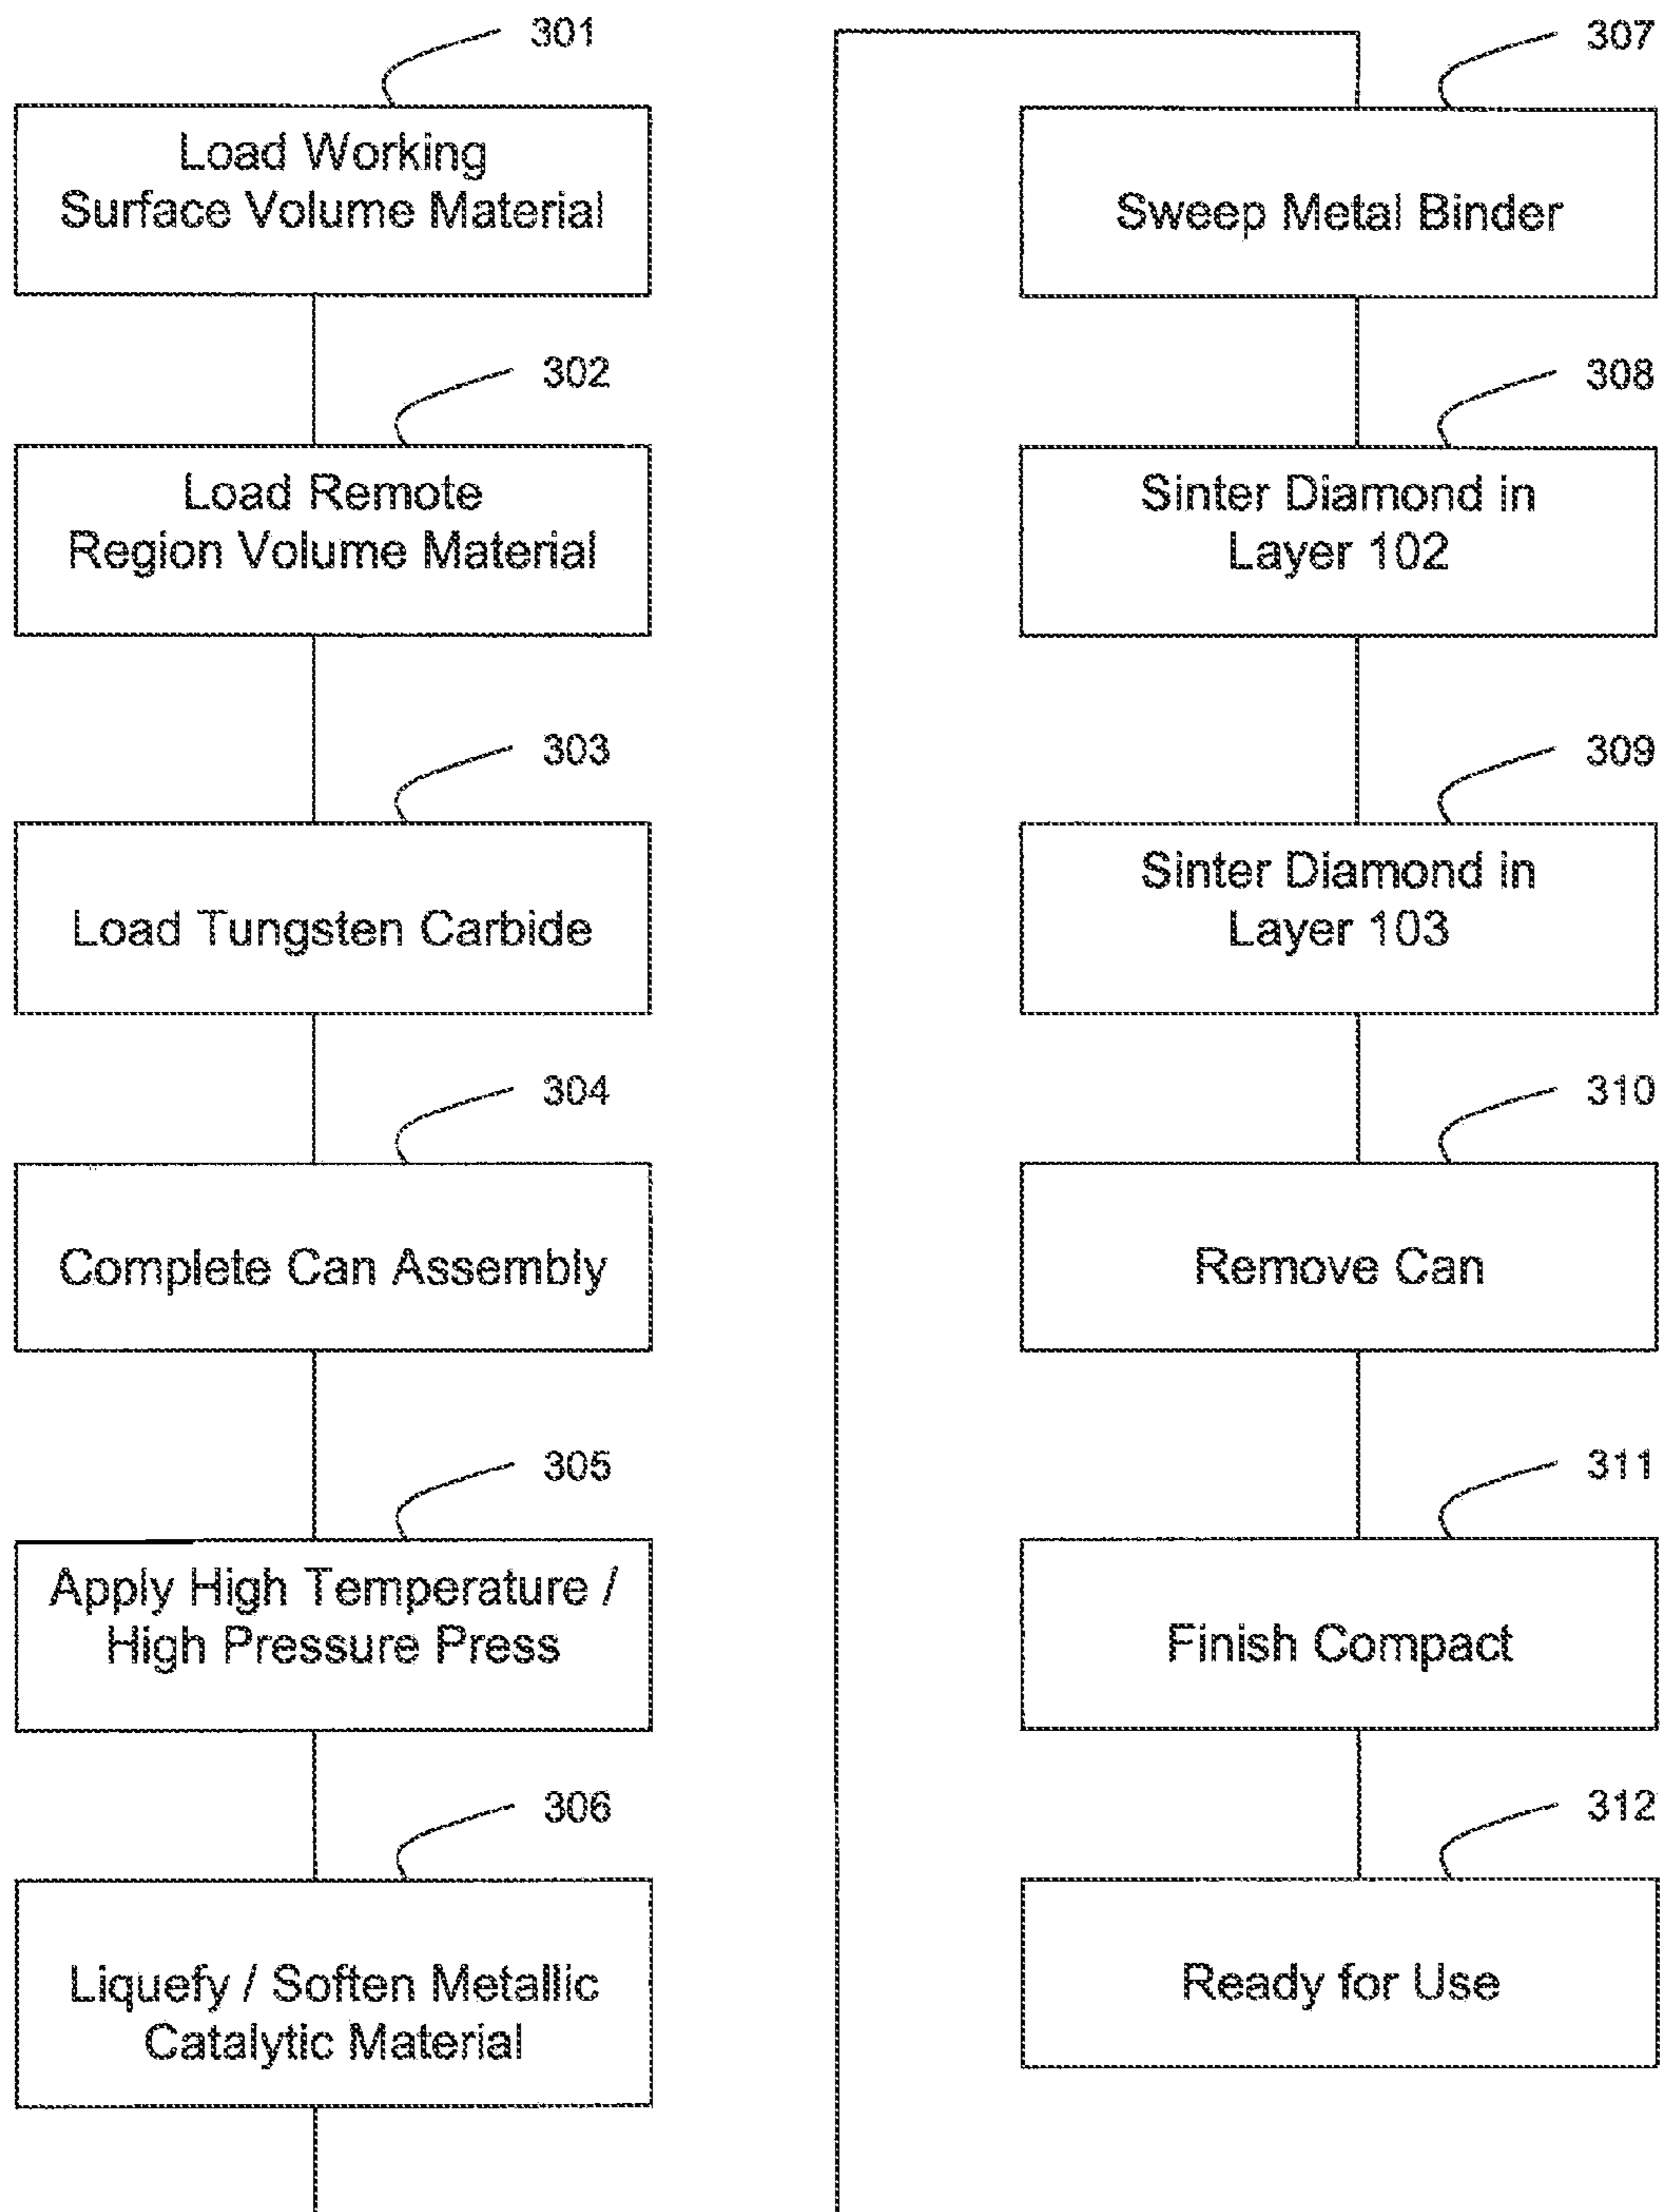 301
Load Working
Surface Volume Material
302
Load Remote
Region Volume Material
303
Load Tungsten Carbide
304
Complete Can Assembly
305
Apply High Temperature /
High Pressure Press
306
Liquefy / Soften Metallic
Catalytic Material
307
Sweep Metal Binder
308
Sinter Diamond in
Layer 102
309
Sinter Diamond in
Layer 103
310
Remove Can
311
Finish Compact
312
Ready for Use